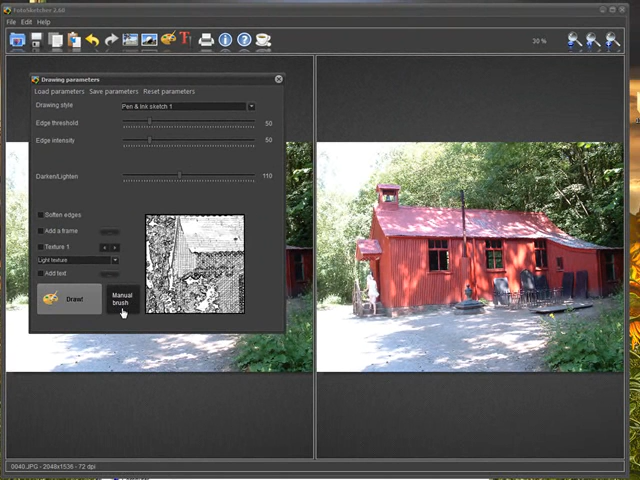 FotoSketcher 2.60
File Edit Help
30 %
Drawing parameters
Load parameters Save parameters Reset parameters
Drawing style Pen & Ink sketch 1
Edge threshold 50
Edge intensity 50
Darken/Lighten 110
Soften edges
Add a frame
Texture 1
Light texture
Add text
Draw!
Manual
brush
0040.JPG - 2048x1536 - 72 dpi